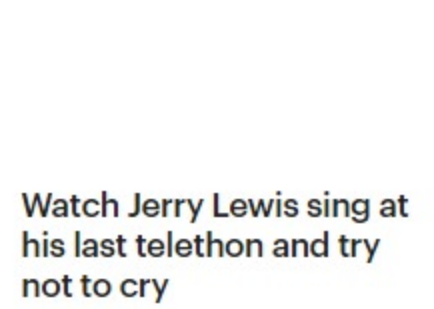 Watch Jerry Lewis sing at
his last telethon and try
not to cry